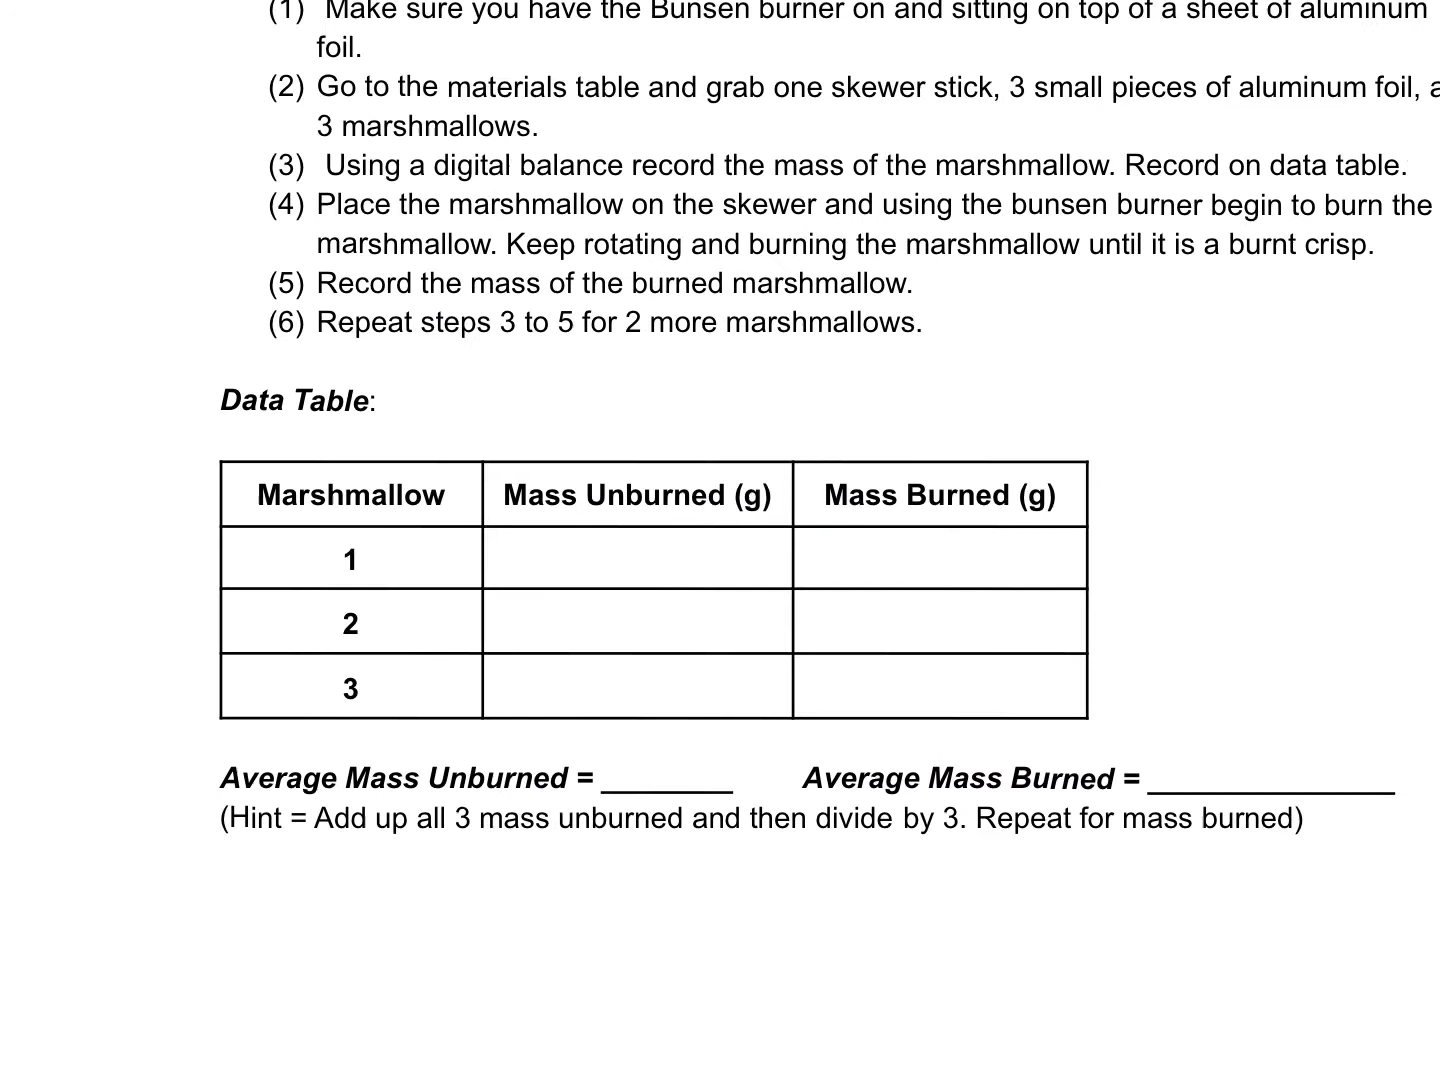 (1) Make sure you have the Bunsen burner on and sitting on top of a sheet of aluminum
foil.
(2) Go to the materials table and grab one skewer stick, 3 small pieces of aluminum foil,
3 marshmallows.
(3) Using a digital balance record the mass of the marshmallow. Record on data table.
(4) Place the marshmallow on the skewer and using the bunsen burner begin to burn the
marshmallow. Keep rotating and burning the marshmallow until it is a burnt crisp.
(5) Record the mass of the burned marshmallow.
(6) Repeat steps 3 to 5 for 2 more marshmallows.
Data Table:
Marshmallow Mass Unburned (g) Mass Burned (g)
1
2
3
Average Mass Unburned = ________ Average Mass Burned = _______________
(Hint = Add up all 3 mass unburned and then divide by 3. Repeat for mass burned)